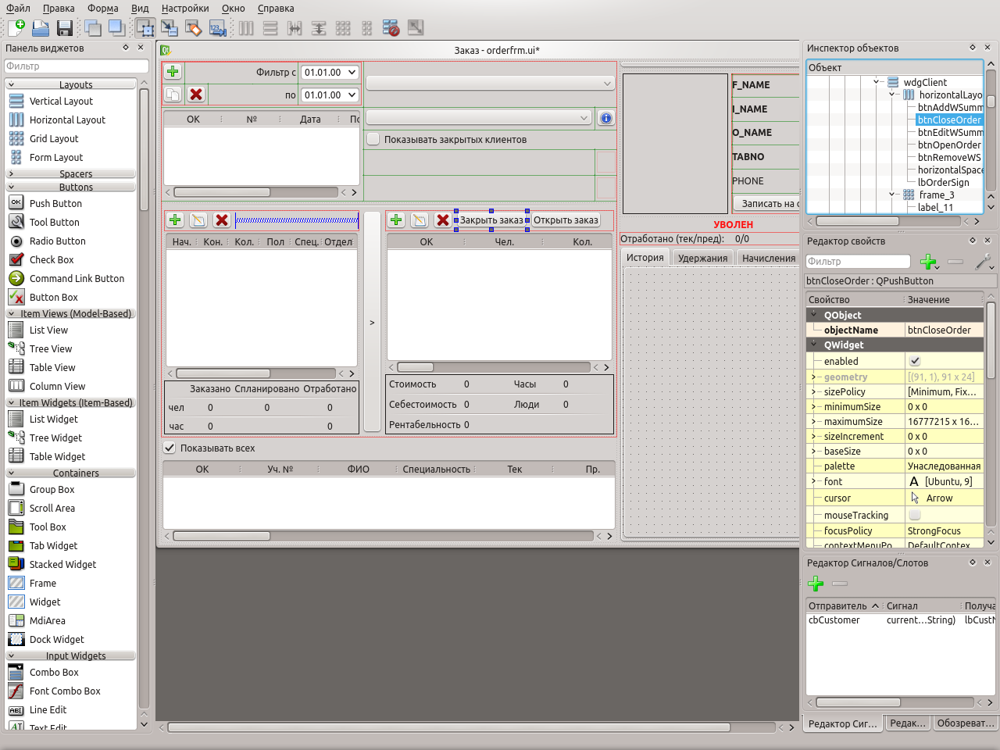 Файл Правка Форма Вид Настройки Окно Справка
Панель виджетов
Фильтр
Layouts
Vertical Layout
Horizontal Layout
Grid Layout
Form Layout
Spacers
Buttons
Push Button
Tool Button
Radio Button
Check Box
Command Link Button
Button Box
Item Views (Model-Based)
List View
Tree View
Table View
Column View
Item Widgets (Item-Based)
List Widget
Tree Widget
Table Widget
Containers
Group Box
Scroll Area
Tool Box
Tab Widget
Stacked Widget
Frame
Widget
MdiArea
Dock Widget
Input Widgets
Combo Box
Font Combo Box
Line Edit
Text Edit
Заказ - orderfrm.ui*
Фильтр с 01.01.00
по 01.01.00
ОК № Дата По
Показывать закрытых клиентов
Закрыть заказ Открыть заказ
Нач. Кон. Кол. Пол Спец. Отдел
>
ОК Чел. Кол.
Заказано Спланировано Отработано
чел 0 0 0
час 0 0
Стоимость 0 Часы 0
Себестоимость 0 Люди 0
Рентабельность 0
Показывать всех
ОК Уч. № ФИО Специальность Тек Пр.
F_NAME
I_NAME
O_NAME
TABNO
PHONE
Записать на с
УВОЛЕН
Отработано (тек/пред): 0/0
История Удержания Начисления
Инспектор объектов
Объект
wdgClient
horizontalLayo
btnAddWSumm
btnCloseOrder
btnEditWSumm
btnOpenOrder
btnRemoveWS
horizontalSpace
lbOrderSign
frame_3
label_11
Редактор свойств
Фильтр
btnCloseOrder : QPushButton
Свойство Значение
QObject
objectName btnCloseOrder
QWidget
enabled
geometry [(91, 1), 91 x 24]
sizePolicy [Minimum, Fix...
minimumSize 0 x 0
maximumSize 16777215 x 16...
sizeIncrement 0 x 0
baseSize 0 x 0
palette Унаследованная
font A [Ubuntu, 9]
cursor Arrow
mouseTracking
focusPolicy StrongFocus
contextMenuPo... DefaultContex...
Редактор Сигналов/Слотов
Отправитель Сигнал Получа
cbCustomer current...String) lbCustN
Редактор Сиг... Редак... Обозреват...